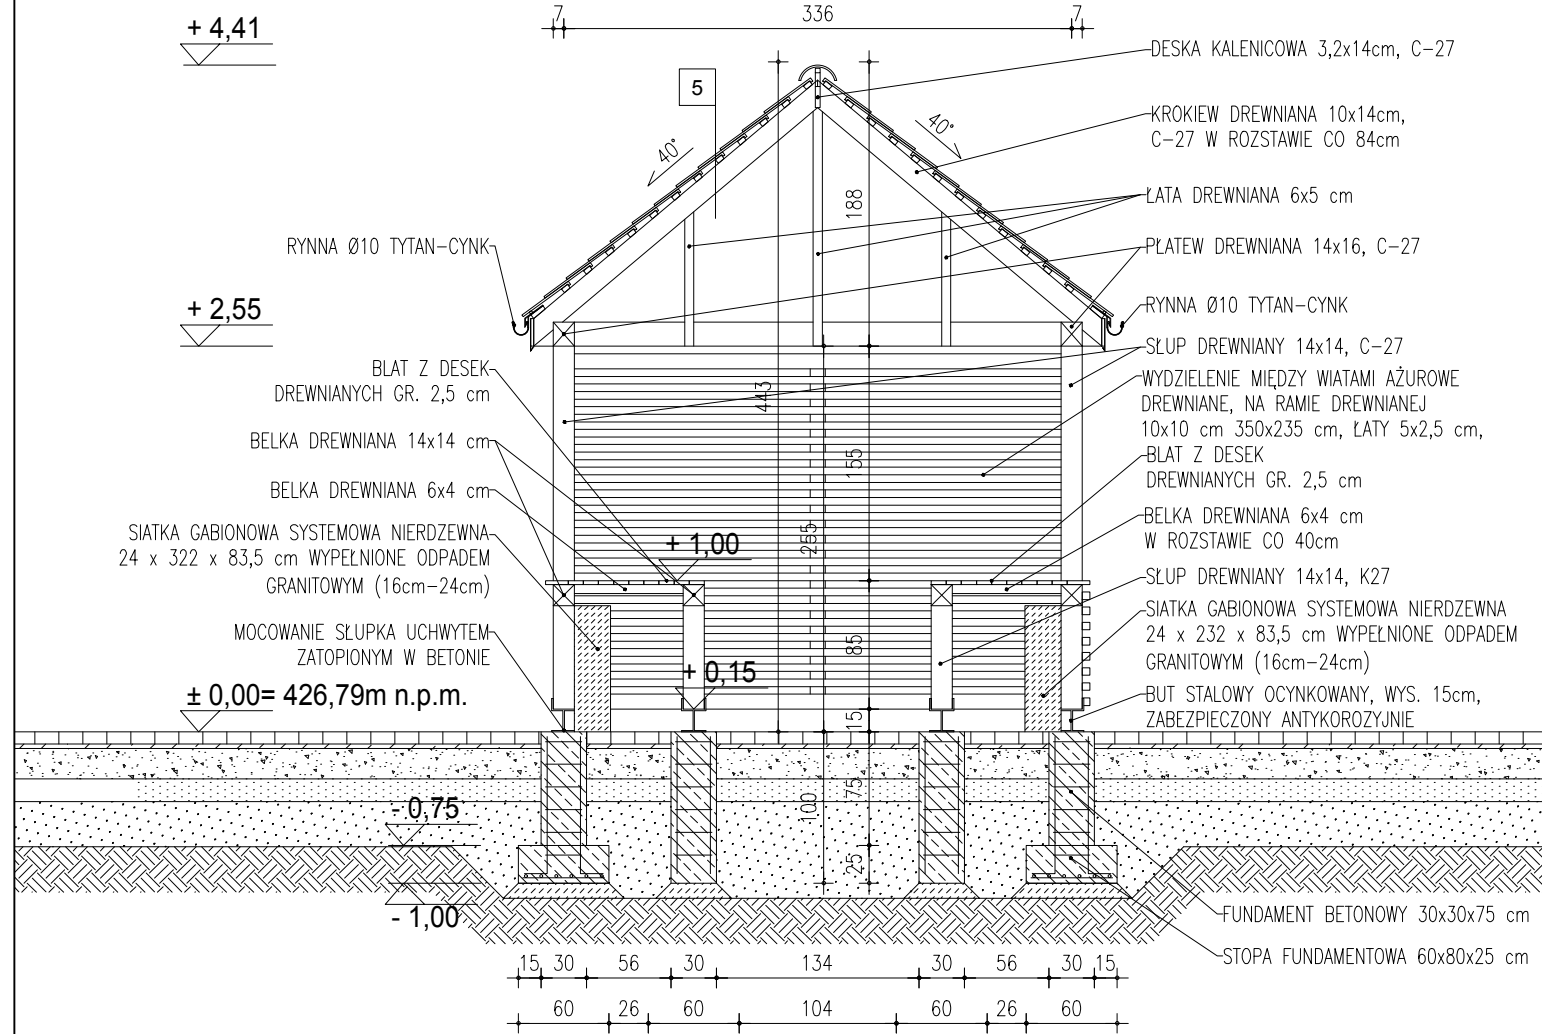 7 336 7
+ 4,41
5
40°
40°
DESKA KALENICOWA 3,2x14cm, C-27
KROKIEW DREWNIANA 10x14cm,
C-27 W ROZSTAWIE CO 84cm
188
ŁATA DREWNIANA 6x5 cm
RYNNA Ø10 TYTAN-CYNK
PŁATEW DREWNIANA 14x16, C-27
+ 2,55
RYNNA Ø10 TYTAN-CYNK
SŁUP DREWNIANY 14x14, C-27
BLAT Z DESEK
DREWNIANYCH GR. 2,5 cm
443
WYDZIELENIE MIĘDZY WIATAMI AŻUROWE
DREWNIANE, NA RAMIE DREWNIANEJ
10x10 cm 350x235 cm, ŁATY 5x2,5 cm,
BELKA DREWNIANA 14x14 cm
155
BLAT Z DESEK
DREWNIANYCH GR. 2,5 cm
BELKA DREWNIANA 6x4 cm
BELKA DREWNIANA 6x4 cm
W ROZSTAWIE CO 40cm
SIATKA GABIONOWA SYSTEMOWA NIERDZEWNA
24 x 322 x 83,5 cm WYPEŁNIONE ODPADEM
GRANITOWYM (16cm-24cm)
255
+ 1,00
SŁUP DREWNIANY 14x14, K27
SIATKA GABIONOWA SYSTEMOWA NIERDZEWNA
24 x 232 x 83,5 cm WYPEŁNIONE ODPADEM
GRANITOWYM (16cm-24cm)
MOCOWANIE SŁUPKA UCHWYTEM
ZATOPIONYM W BETONIE
85
+ 0,15
± 0,00= 426,79m n.p.m.
BUT STALOWY OCYNKOWANY, WYS. 15cm,
ZABEZPIECZONY ANTYKOROZYJNIE
15
- 0,75
100
75
25
- 1,00
FUNDAMENT BETONOWY 30x30x75 cm
STOPA FUNDAMENTOWA 60x80x25 cm
15 30 56 30 134 30 56 30 15
60 26 60 104 60 26 60